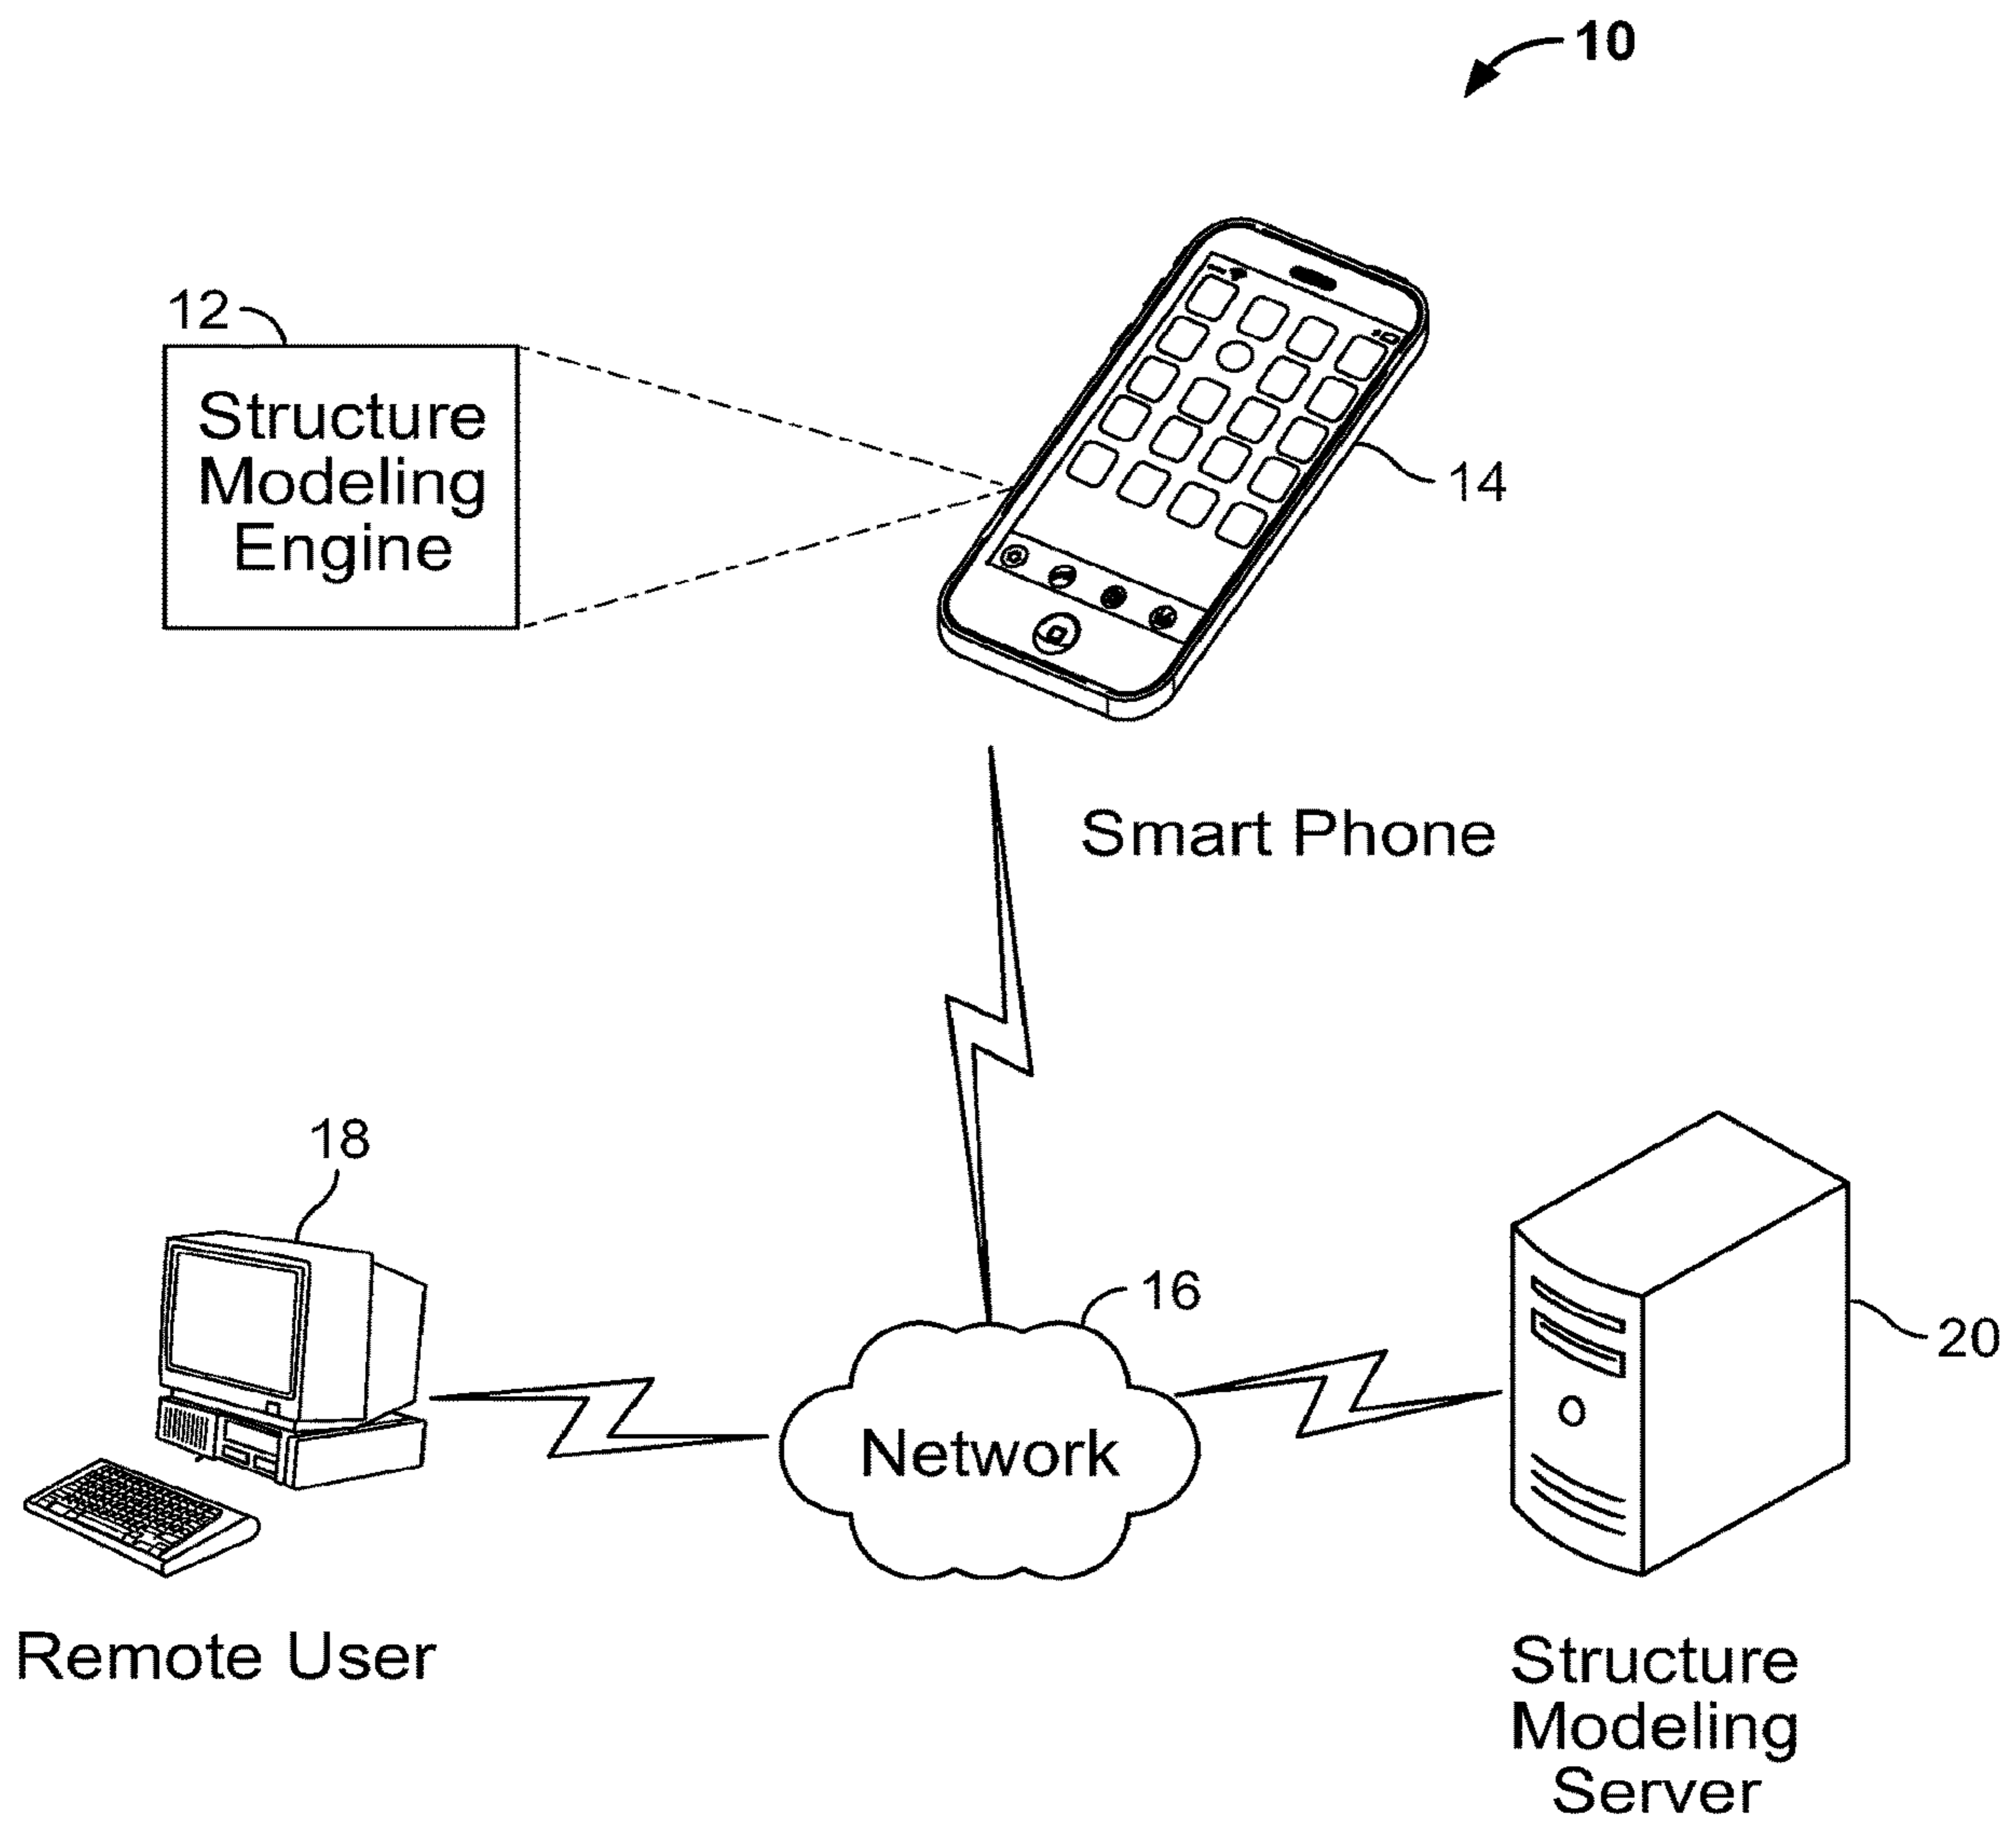 10
12
Structure
Modeling
Engine
14
Smart Phone
18
16
20
Network
Remote User
Structure
Modeling
Server